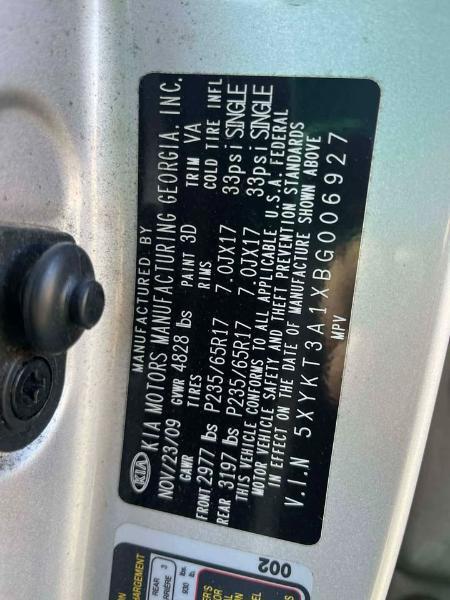 MANUFACTURED BY
KIA KIA MOTORS MANUFACTURING GEORGIA, INC.
NOV/23/09 GVWR 4828 lbs PAINT 3D TRIM VA
GAWR TIRES RIMS COLD TIRE INFL
FRONT 2977 lbs P235/65R17 7.0JX17 33psi SINGLE
REAR 3197 lbs P235/65R17 7.0JX17 33psi SINGLE
THIS VEHICLE CONFORMS TO ALL APPLICABLE U.S.A. FEDERAL
MOTOR VEHICLE SAFETY AND THEFT PREVENTION STANDARDS
IN EFFECT ON THE DATE OF MANUFACTURE SHOWN ABOVE
V.I.N 5XYKT3A1XBG006927
MPV
002
REAR 3